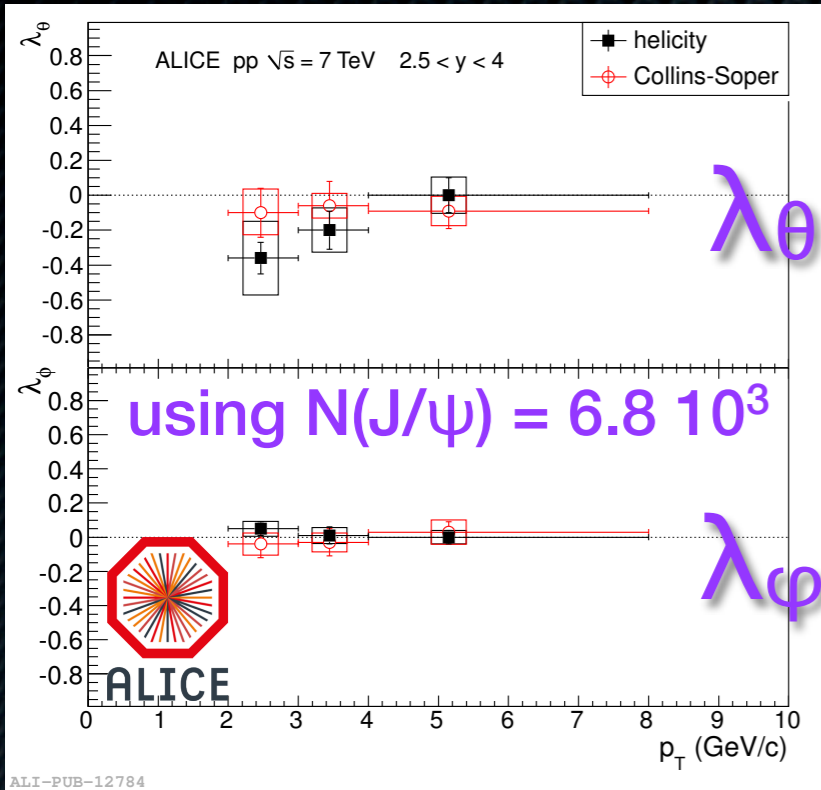 λθ
0.8
0.6
0.4
0.2
0
-0.2
-0.4
-0.6
-0.8
ALICE pp √s = 7 TeV 2.5 < y < 4
helicity
Collins-Soper
λθ
λφ
0.8
0.6
0.4
0.2
0
-0.2
-0.4
-0.6
-0.8
using N(J/ψ) = 6.8 10³
λφ
ALICE
0 1 2 3 4 5 6 7 8 9 10
p_T (GeV/c)
ALI-PUB-12784